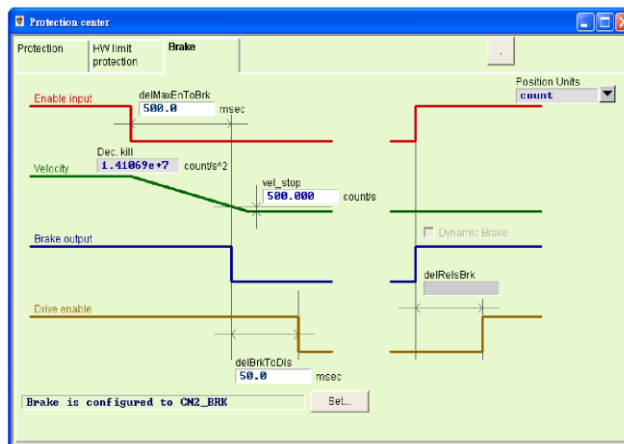 Protection center
Protection
HW limit
protection
Brake
.
Position Units
count
Enable input
delMaxEnToBrk
500.0 msec
Dec. kill
1.41069e+7 count/s^2
Velocity
vel_stop
500.000 count/s
Brake output
Dynamic Brake
delRelsBrk
Drive enable
delBrkToDis
50.0 msec
Brake is configured to CN2_BRK
Set...